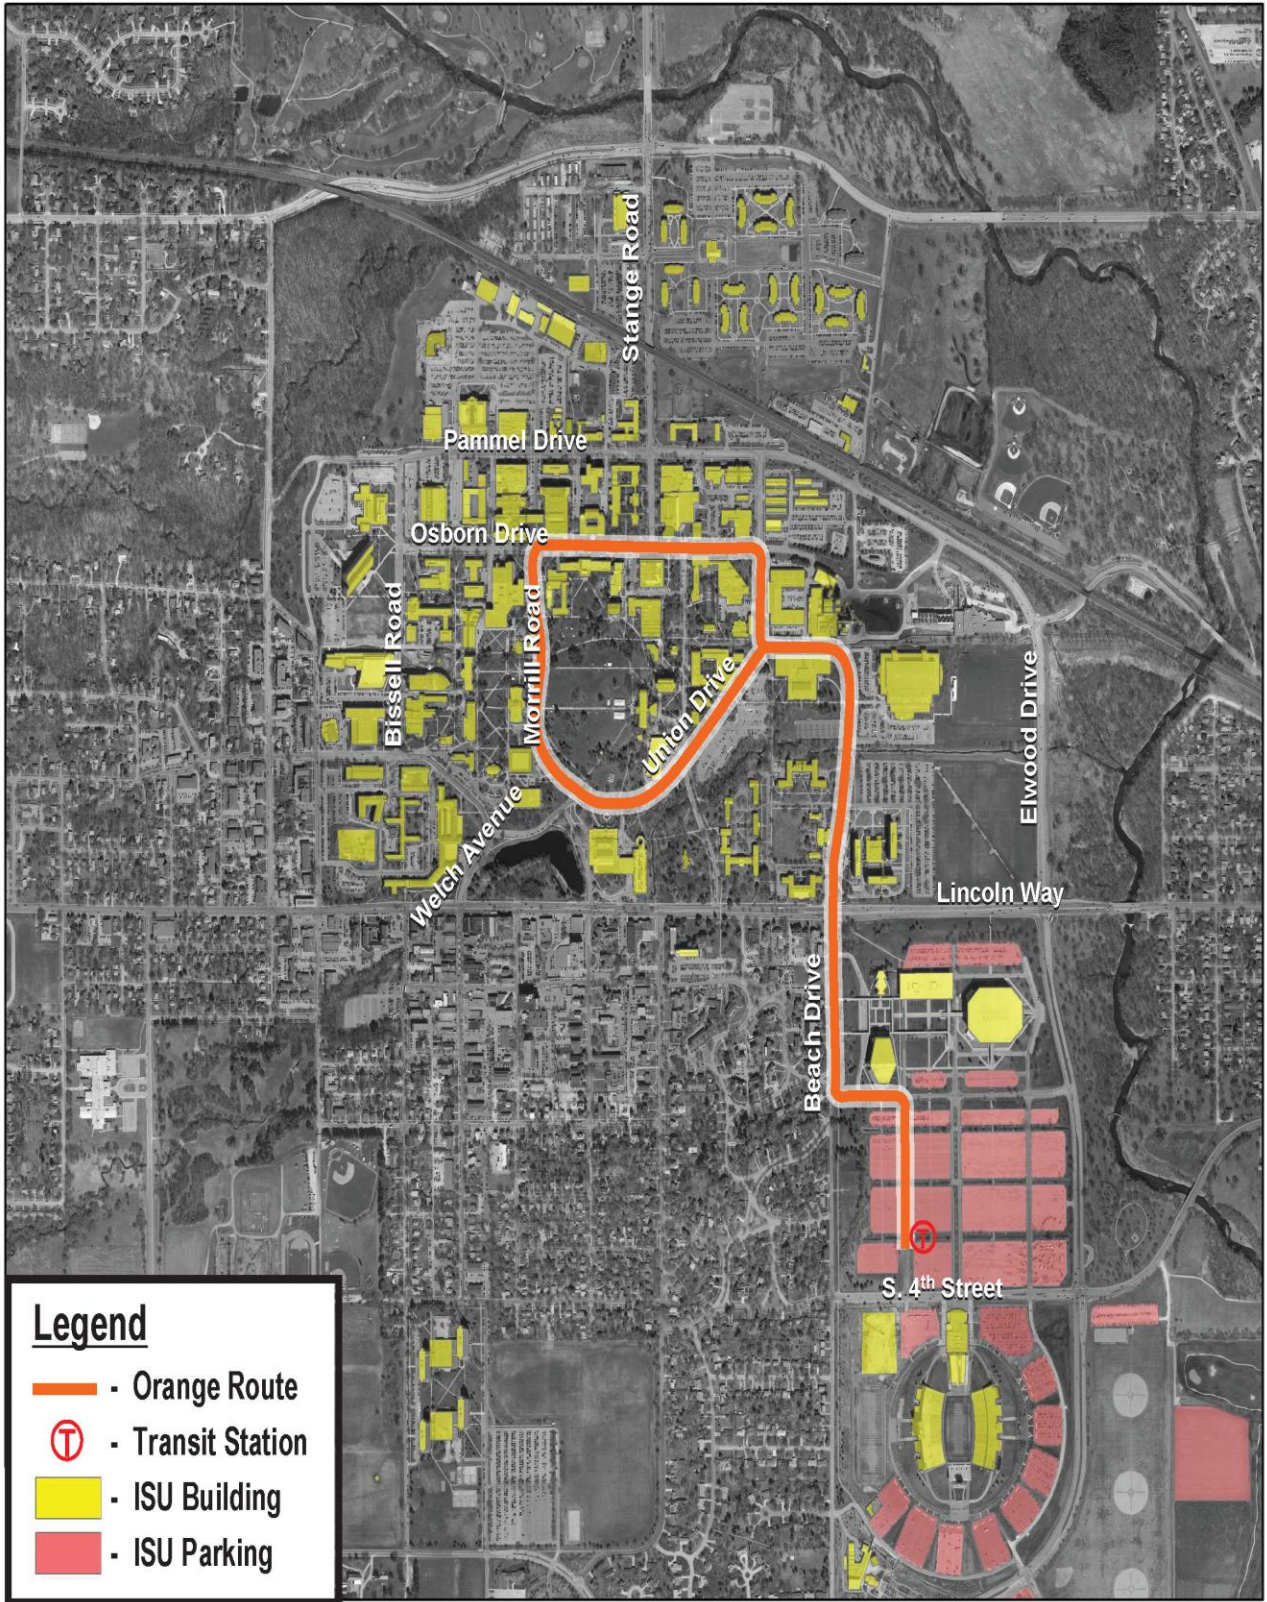 Stange Road
Pammel Drive
Osborn Drive
Bissell Road
Morrrill Road
Union Drive
Elwood Drive
Welch Avenue
Lincoln Way
Beach Drive
T
S. 4th Street
Legend
- Orange Route
T - Transit Station
- ISU Building
- ISU Parking